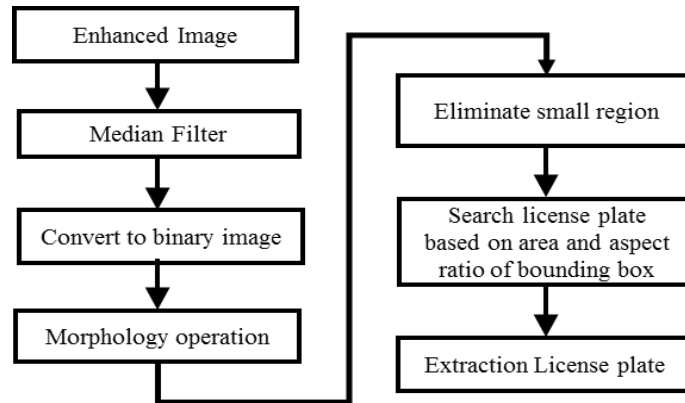 Enhanced Image
Median Filter
Convert to binary image
Morphology operation
Eliminate small region
Search license plate
based on area and aspect
ratio of bounding box
Extraction License plate